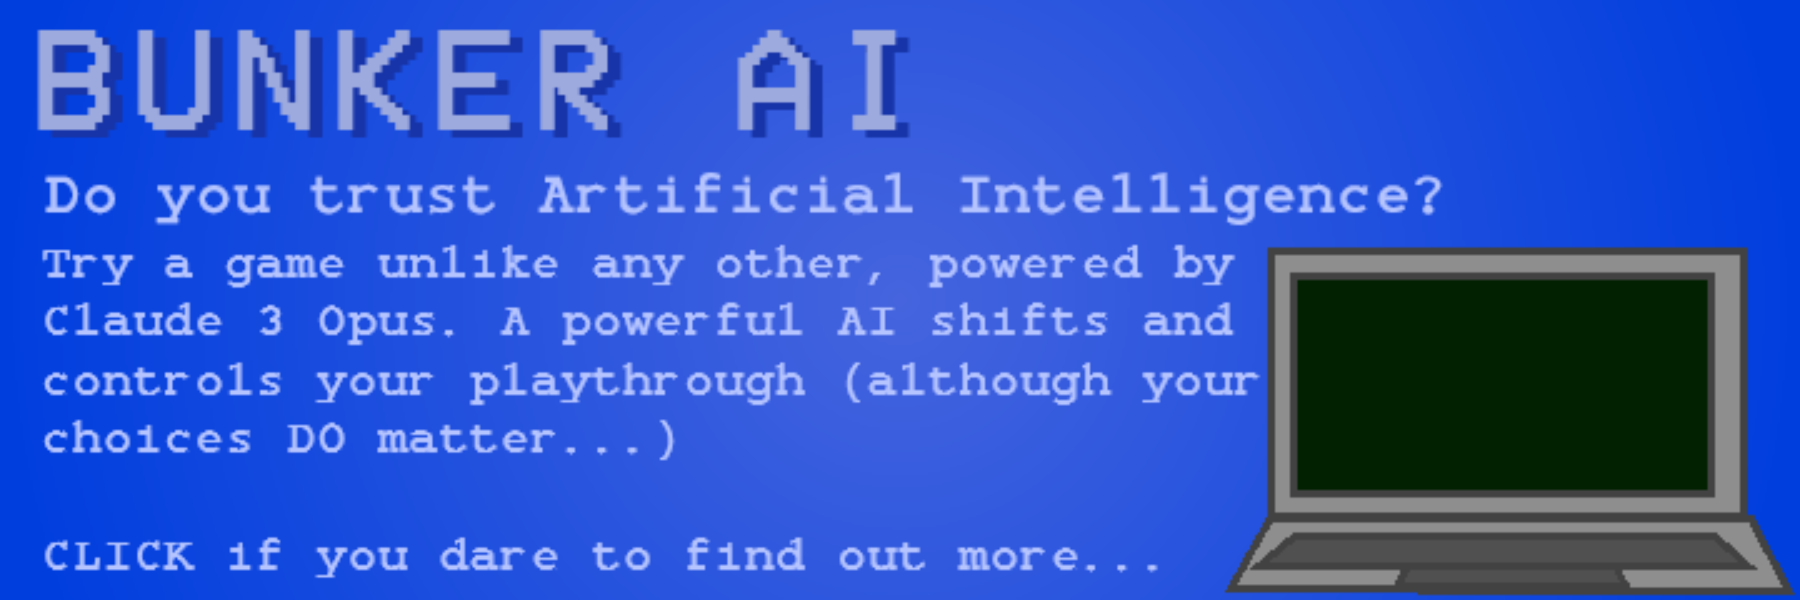 BUNKER AI
Do you trust Artificial Intelligence?
Try a game unlike any other, powered by
Claude 3 Opus. A powerful AI shifts and
controls your playthrough (although your
choices DO matter...)
CLICK if you dare to find out more...